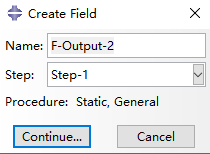 Create Field
Name: F-Output-2
Step: Step-1
Procedure: Static, General
Continue... Cancel